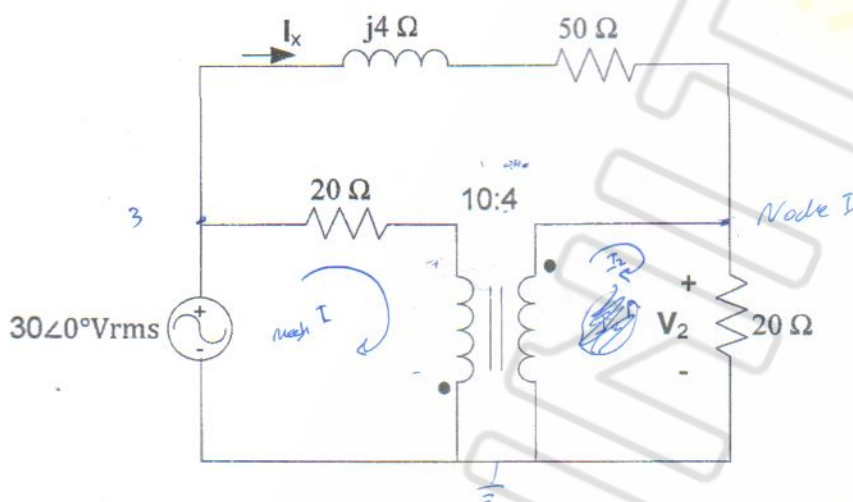 Iₓ
j4 Ω
50 Ω
20 Ω
10:4
3
Node I
Mesh I
30∠0°Vrms
+
-
+
V₂
-
20 Ω